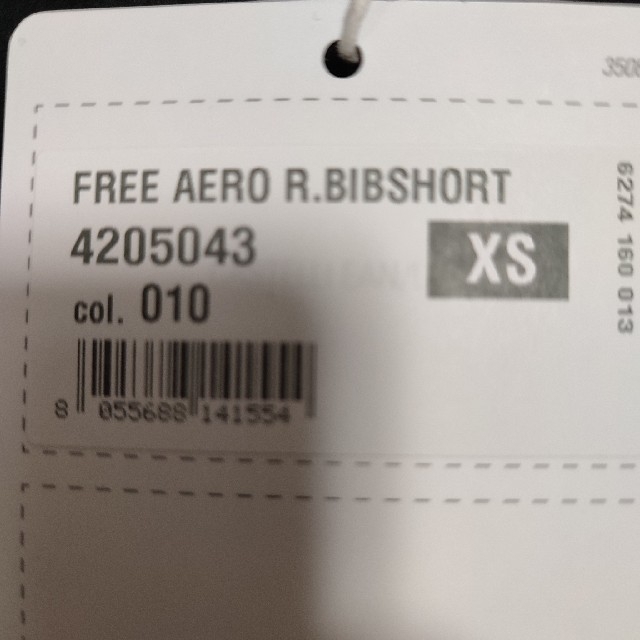 3508
FREE AERO R.BIBSHORT
4205043
XS
col. 010
8 055688 141554
6274 160 013